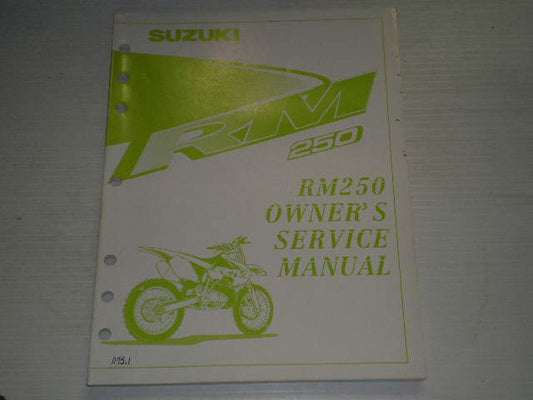 SUZUKI
RM
250
RM250
OWNER'S
SERVICE
MANUAL